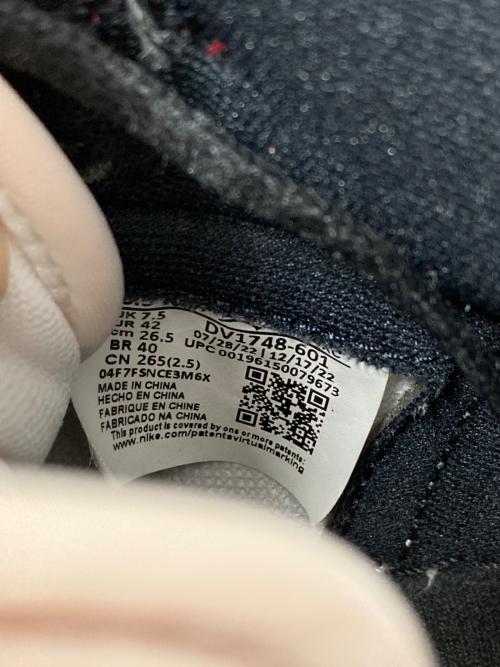 UK 7.5
EUR 42
cm 26.5
BR 40
CN 265(2.5)
DV1748-601
07/28/22 | 12/17/22
UPC 00196150079673
04F7FSNCE3M6X
MADE IN CHINA
HECHO EN CHINA
FABRIQUE EN CHINE
FABRICADO NA CHINA
This product is covered by one or more patents:
www.nike.com/patentsvirtualmarking